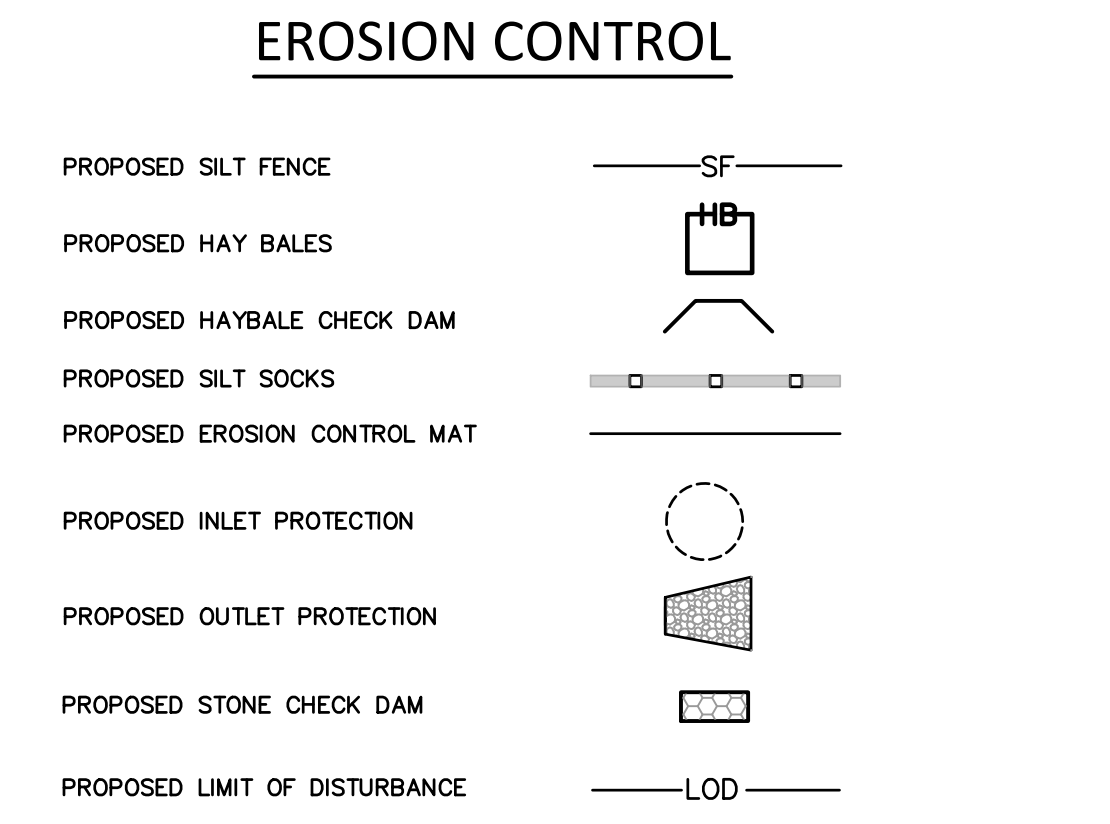 EROSION CONTROL
PROPOSED SILT FENCE SF
PROPOSED HAY BALES HB
PROPOSED HAYBALE CHECK DAM
PROPOSED SILT SOCKS
PROPOSED EROSION CONTROL MAT
PROPOSED INLET PROTECTION
PROPOSED OUTLET PROTECTION
PROPOSED STONE CHECK DAM
PROPOSED LIMIT OF DISTURBANCE LOD